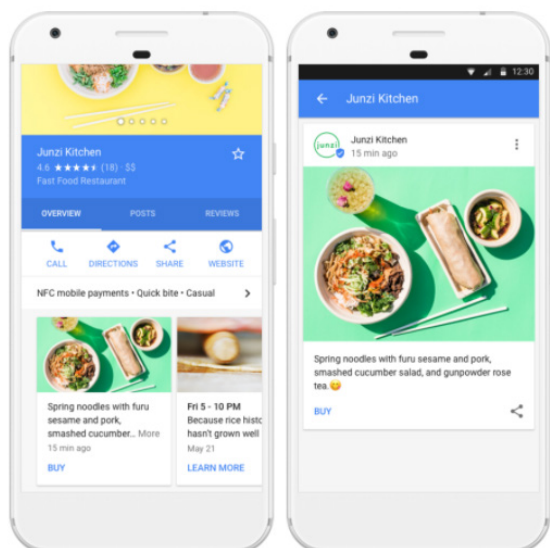 Junzi Kitchen
4.6 ★★★★★ (18) · $$
Fast Food Restaurant
OVERVIEW POSTS REVIEWS
CALL DIRECTIONS SHARE WEBSITE
NFC mobile payments • Quick bite • Casual
Spring noodles with furu
sesame and pork,
smashed cucumber... More
15 min ago
BUY
Fri 5 - 10 PM
Because rice histo
hasn't grown well
May 21
LEARN MORE
12:30
Junzi Kitchen
junzi
Junzi Kitchen
15 min ago
Spring noodles with furu sesame and pork,
smashed cucumber salad, and gunpowder rose
tea.😋
BUY